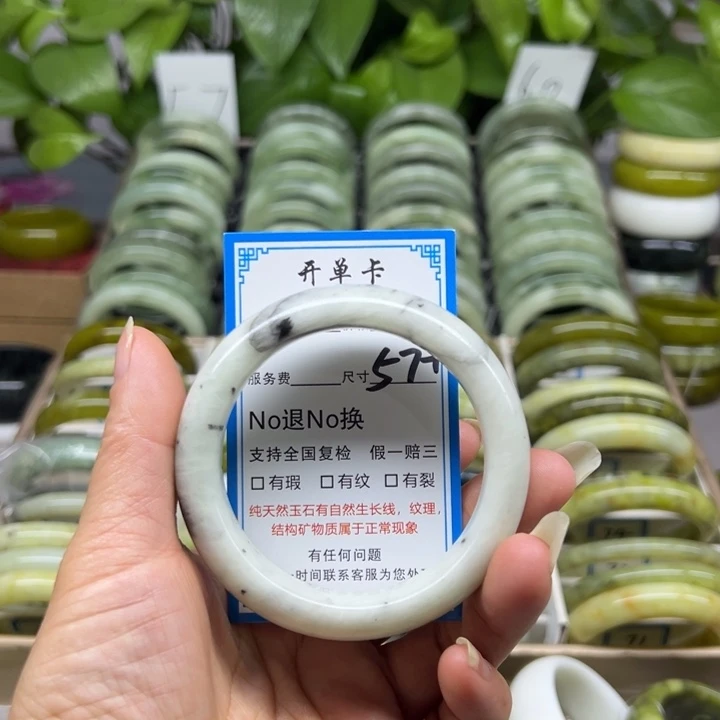 57
60
开单卡
服务费______尺寸57+
No退No换
支持全国复检 假一赔三
□有瑕 □有纹 □有裂
纯天然玉石有自然生长线，纹理，
结构矿物质属于正常现象
有任何问题
时间联系客服为您处